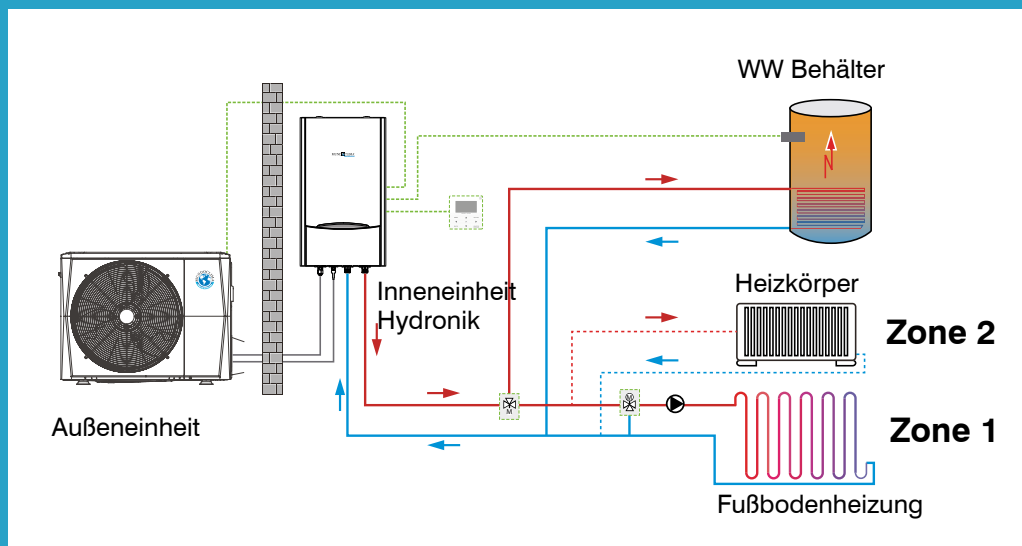 WW Behälter
Inneneinheit
Hydronik
Heizkörper
Zone 2
M
M
Außeneinheit
Zone 1
Fußbodenheizung